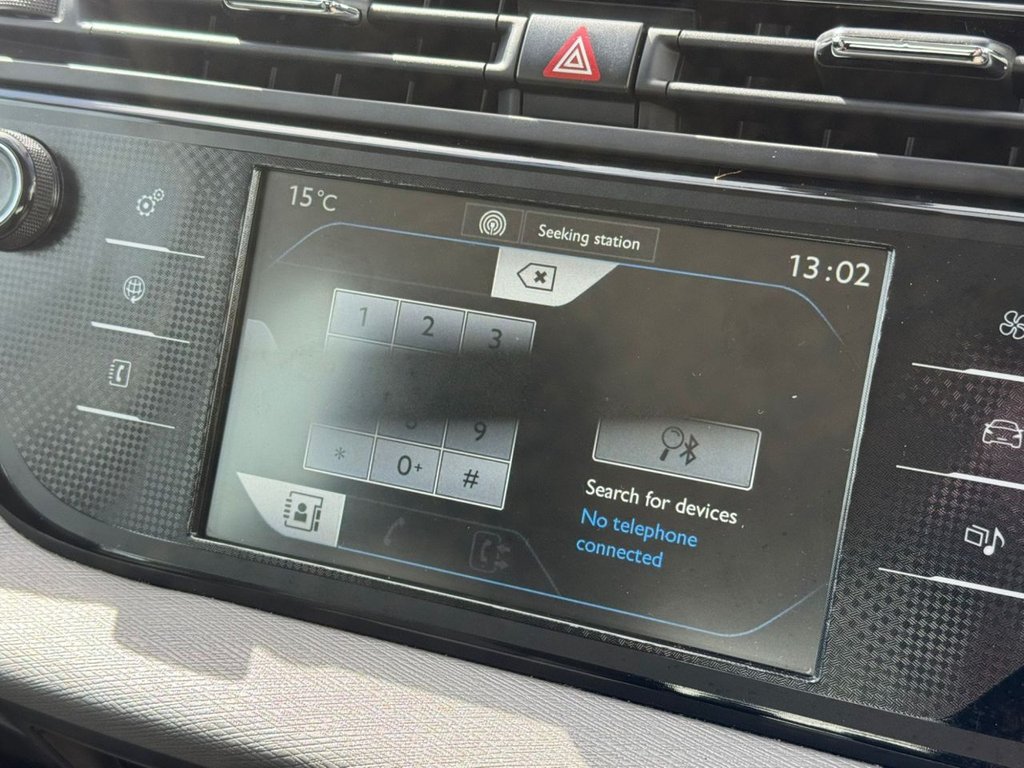 15°C
Seeking station
13:02
1 2 3
9
* 0+ #
Search for devices
No telephone
connected